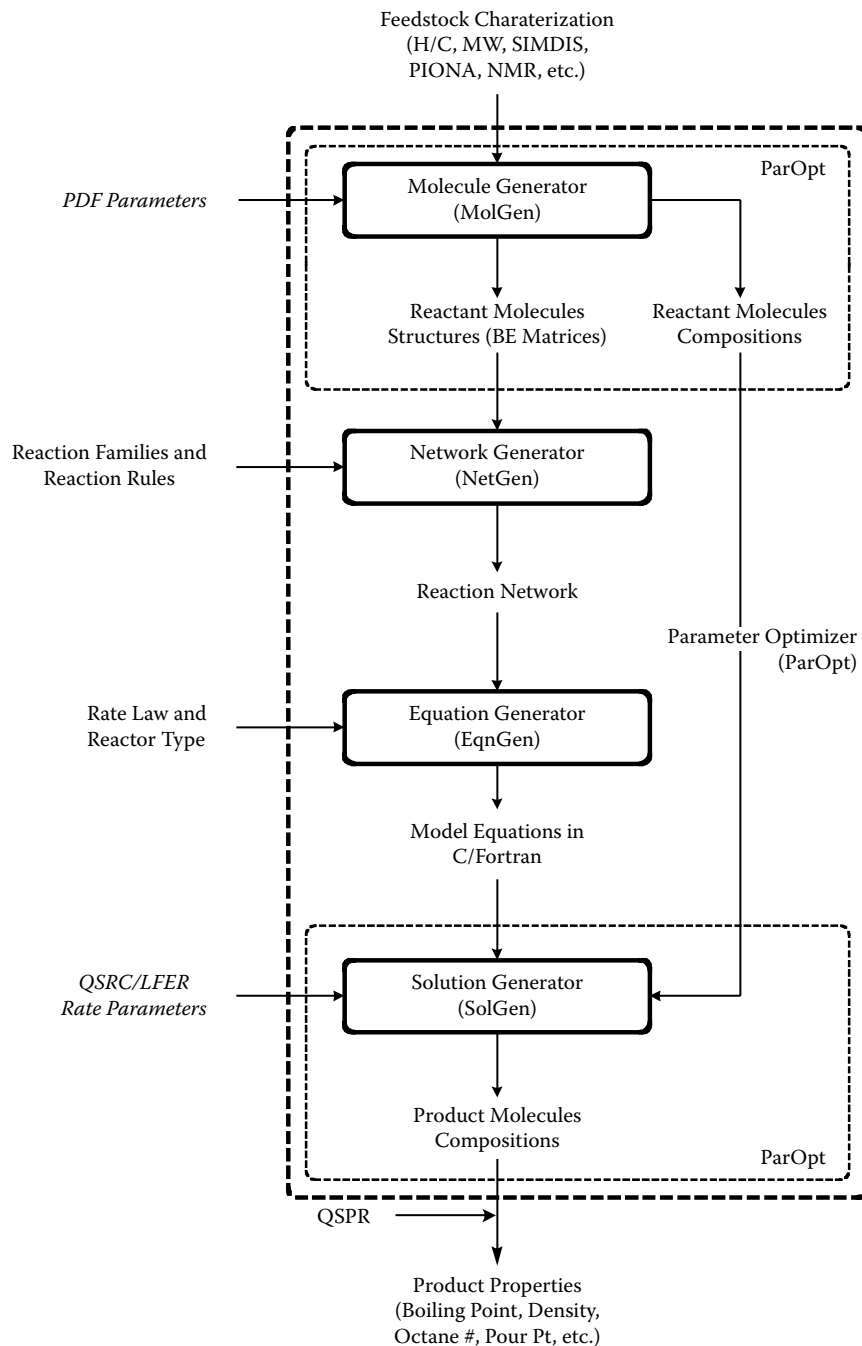 Feedstock Charaterization
(H/C, MW, SIMDIS,
PIONA, NMR, etc.)
ParOpt
PDF Parameters
Molecule Generator
(MolGen)
Reactant Molecules
Structures (BE Matrices)
Reactant Molecules
Compositions
Reaction Families and
Reaction Rules
Network Generator
(NetGen)
Reaction Network
Parameter Optimizer
(ParOpt)
Rate Law and
Reactor Type
Equation Generator
(EqnGen)
Model Equations in
C/Fortran
QSRC/LFER
Rate Parameters
Solution Generator
(SolGen)
Product Molecules
Compositions
ParOpt
QSPR
Product Properties
(Boiling Point, Density,
Octane #, Pour Pt, etc.)